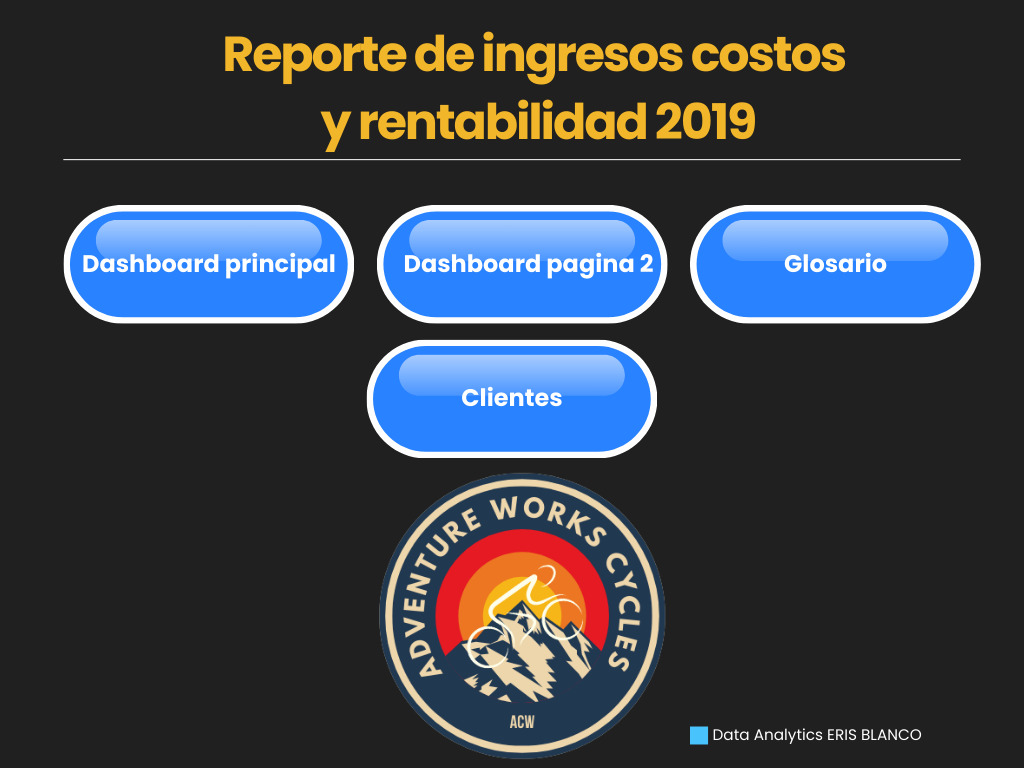 Reporte de ingresos costos
y rentabilidad 2019
Dashboard principal
Dashboard pagina 2
Glosario
Clientes
ADVENTURE WORKS CYCLES
ACW
Data Analytics ERIS BLANCO